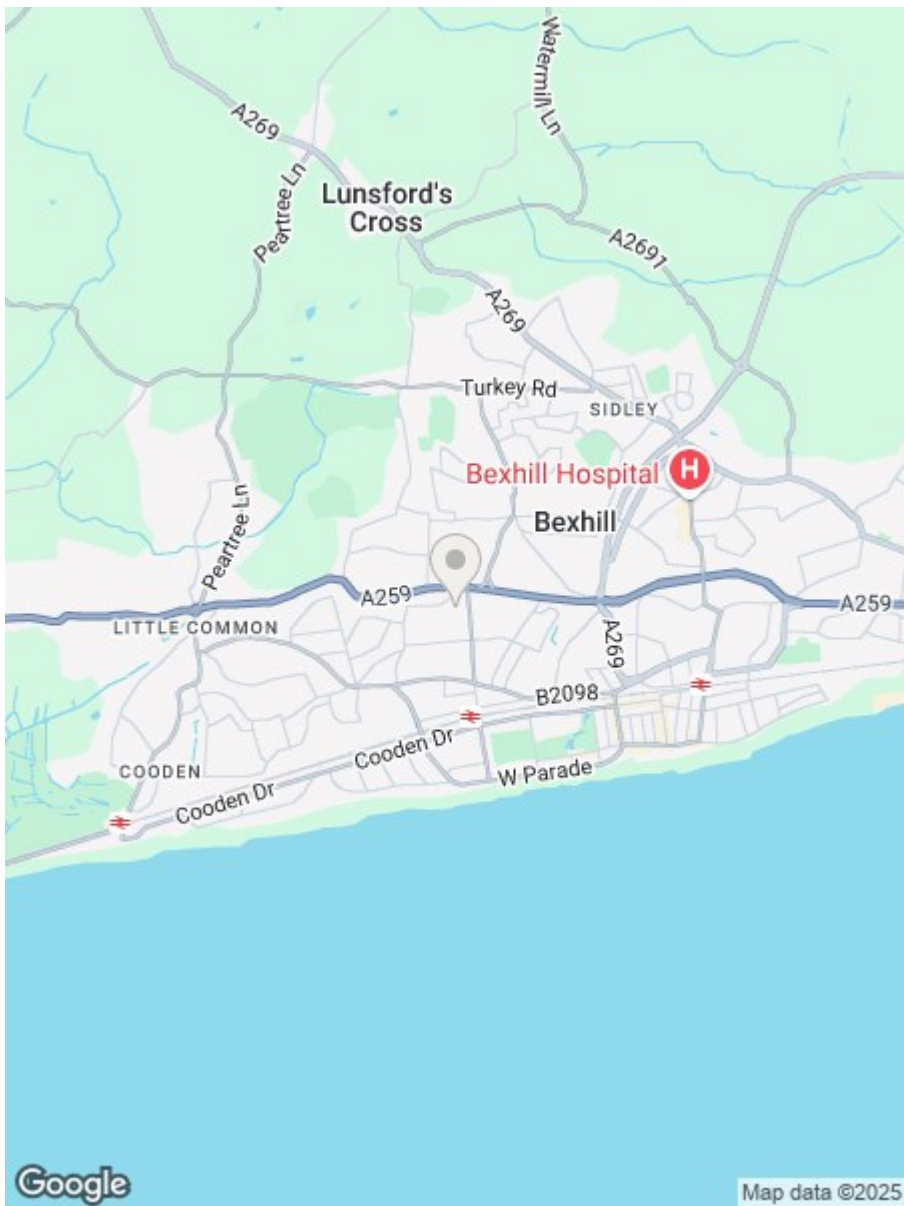 Watermill Ln
A269
Peartree Ln
Lunsford's
Cross
A2691
A269
Turkey Rd
SIDLEY
Bexhill Hospital
H
Bexhill
Peartree Ln
A259
A259
LITTLE COMMON
A269
B2098
Cooden Dr
COODEN
W Parade
Cooden Dr
Google
Map data ©2025